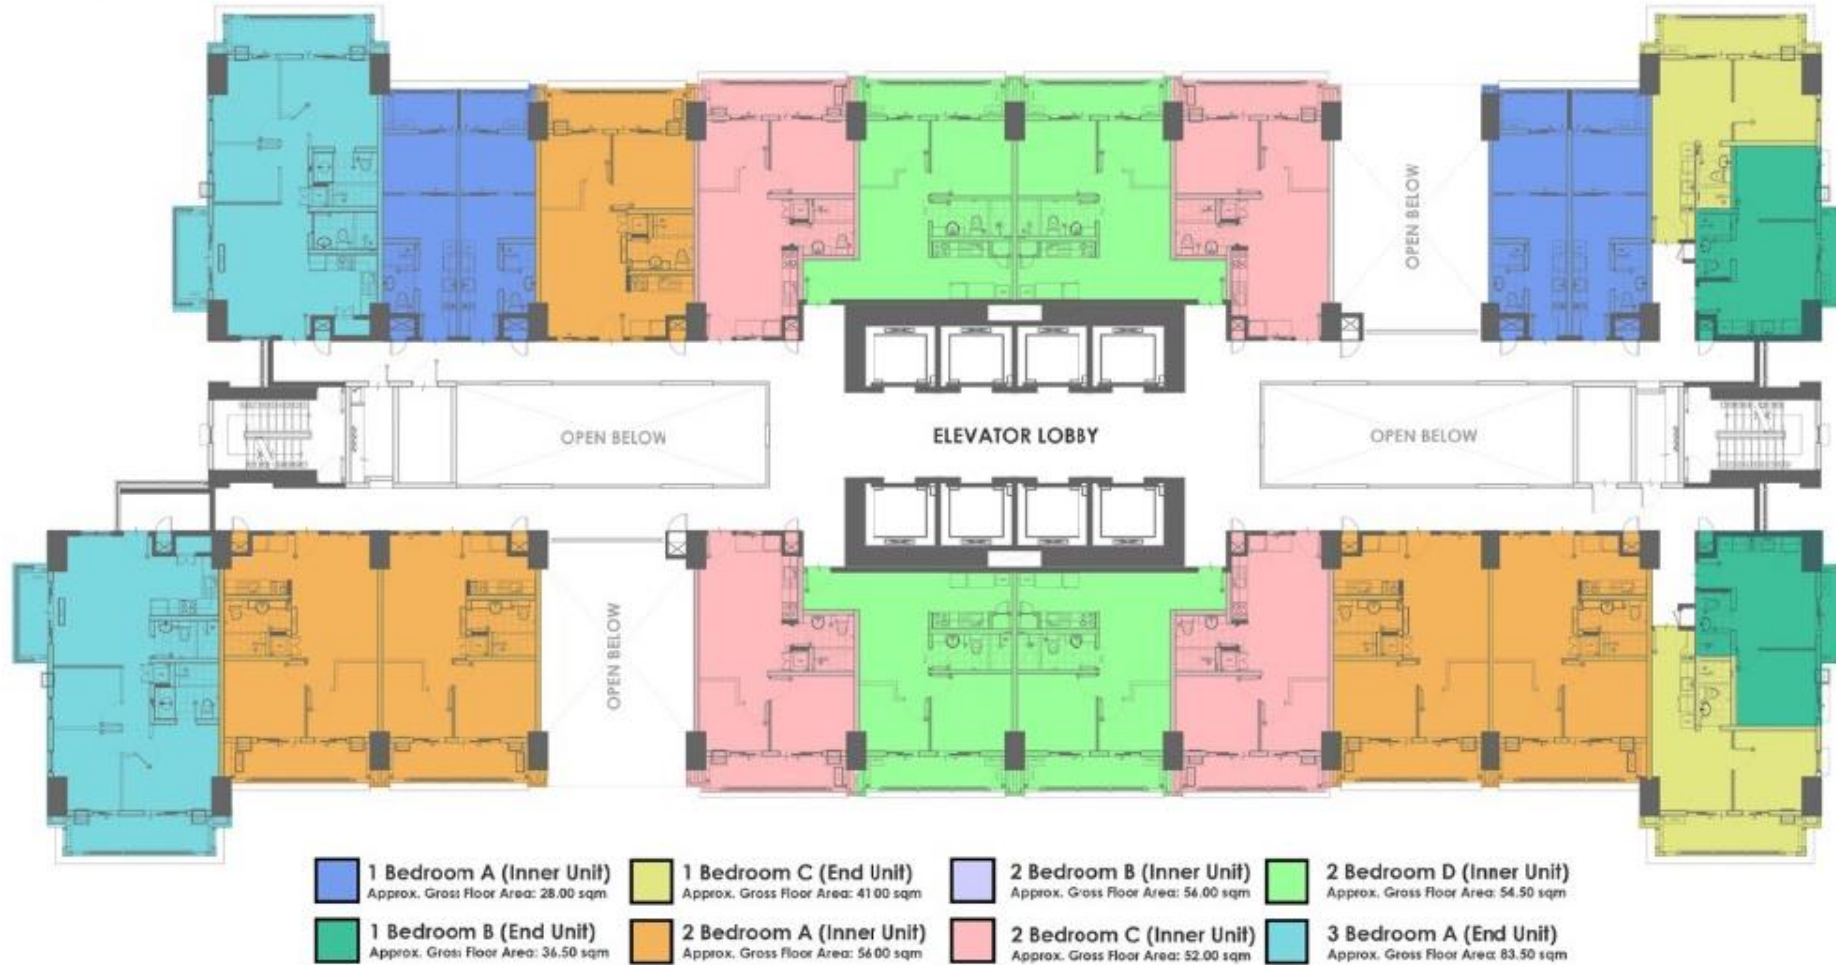 OPEN BELOW
OPEN BELOW
ELEVATOR LOBBY
OPEN BELOW
OPEN BELOW
1 Bedroom A (Inner Unit)
Approx. Gross Floor Area: 28.00 sqm
1 Bedroom C (End Unit)
Approx. Gross Floor Area: 41 00 sqm
2 Bedroom B (Inner Unit)
Approx. Gross Floor Area: 56.00 sqm
2 Bedroom D (Inner Unit)
Approx. Gross Floor Area: 54.50 sqm
1 Bedroom B (End Unit)
Approx. Gross Floor Area: 36.50 sqm
2 Bedroom A (Inner Unit)
Approx. Gross Floor Area: 56 00 sqm
2 Bedroom C (Inner Unit)
Approx. Gross Floor Area: 52.00 sqm
3 Bedroom A (End Unit)
Approx. Gross Floor Area: 83.50 sqm